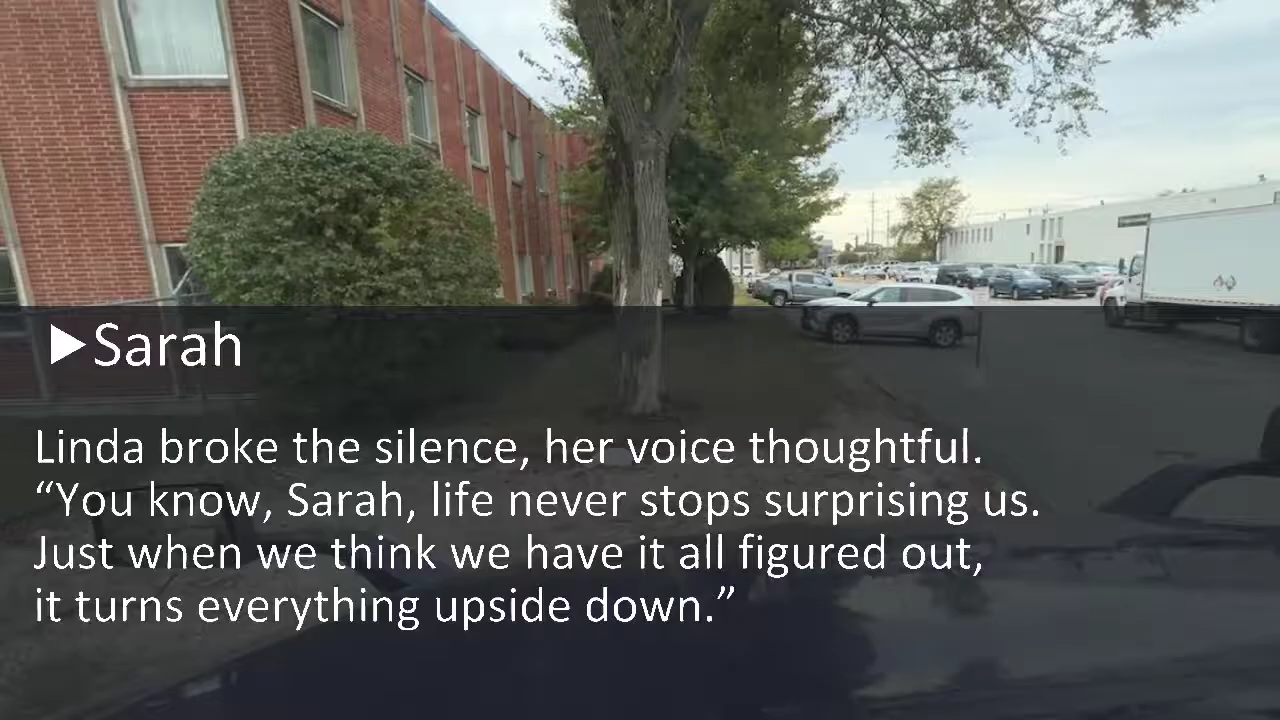 ▶Sarah
Linda broke the silence, her voice thoughtful.
“You know, Sarah, life never stops surprising us.
Just when we think we have it all figured out,
it turns everything upside down.”